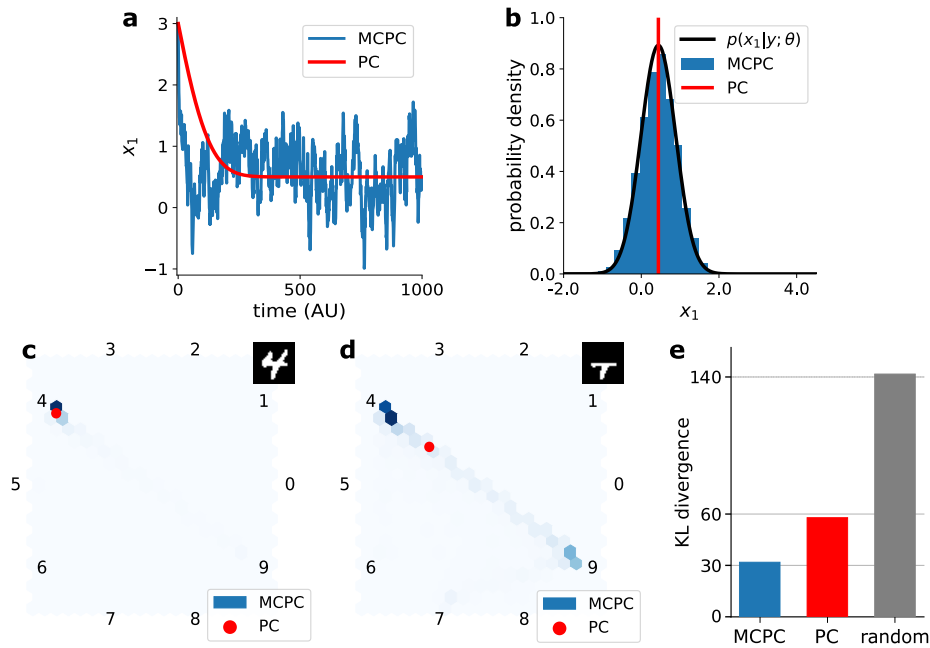 a
3
2
1
0
−1
x₁
0
500
1000
time (AU)
MCPC
PC
b
1.0
0.8
0.6
0.4
0.2
0.0
probability density
-2.0
0.0
2.0
4.0
x₁
p(x₁|y; θ)
MCPC
PC
c
3
2
4
1
5
0
6
9
7
8
MCPC
PC
d
3
2
4
1
5
0
6
9
7
8
MCPC
PC
e
KL divergence
140
60
30
0
MCPC
PC
random